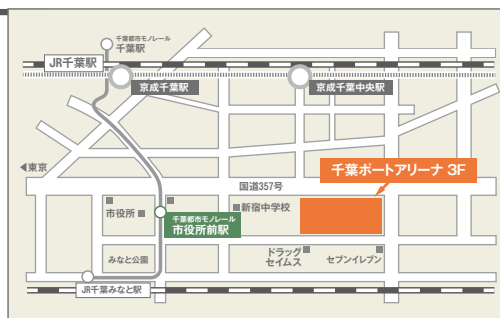 千葉都市モノレール
千葉駅
JR千葉駅
京成千葉駅
京成千葉中央駅
◀東京
千葉ポートアリーナ 3F
国道357号
市役所
千葉都市モノレール
市役所前駅
新宿中学校
みなと公園
ドラッグ
セイムス
セブンイレブン
JR千葉みなと駅